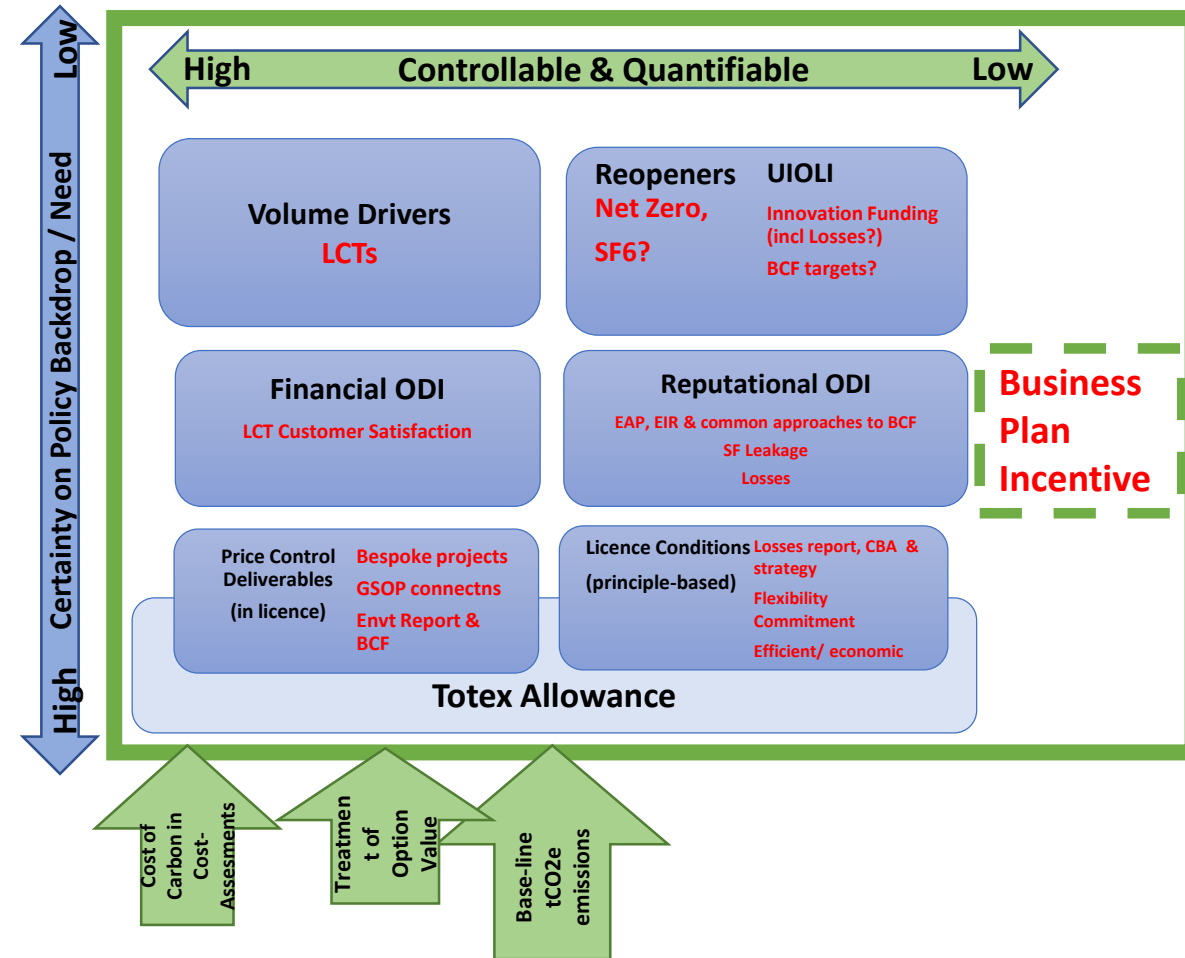 High
Controllable & Quantifiable
Low
Low
Certainty on Policy Backdrop / Need
High
Volume Drivers
LCTs
Reopeners
Net Zero,
SF6?
UIOLI
Innovation Funding
(incl Losses?)
BCF targets?
Financial ODI
LCT Customer Satisfaction
Reputational ODI
EAP, EIR & common approaches to BCF
SF Leakage
Losses
Business
Plan
Incentive
Price Control
Deliverables
(in licence)
Bespoke projects
GSOP connectns
Envt Report &
BCF
Licence Conditions
(principle-based)
Losses report, CBA &
strategy
Flexibility
Commitment
Efficient/ economic
Totex Allowance
Cost of
Carbon in
Cost-
Assesments
Treatmen
t of
Option
Value
Base-line
tCO2e
emissions